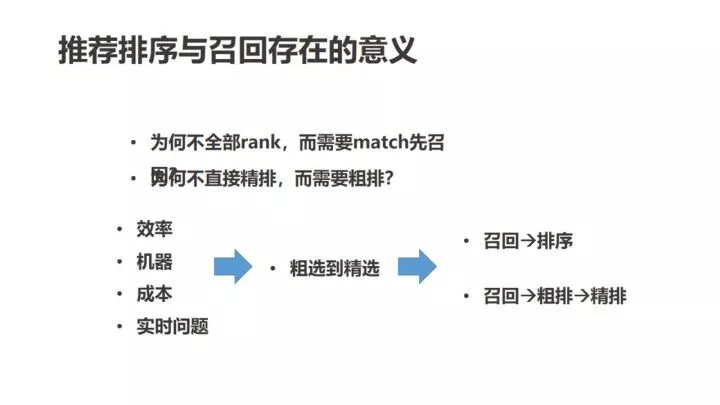 推荐排序与召回存在的意义
• 为何不全部rank，而需要match先召
回？
• 为何不直接精排，而需要粗排？
• 效率
• 机器
• 成本
• 实时问题
• 粗选到精选
• 召回→排序
• 召回→粗排→精排